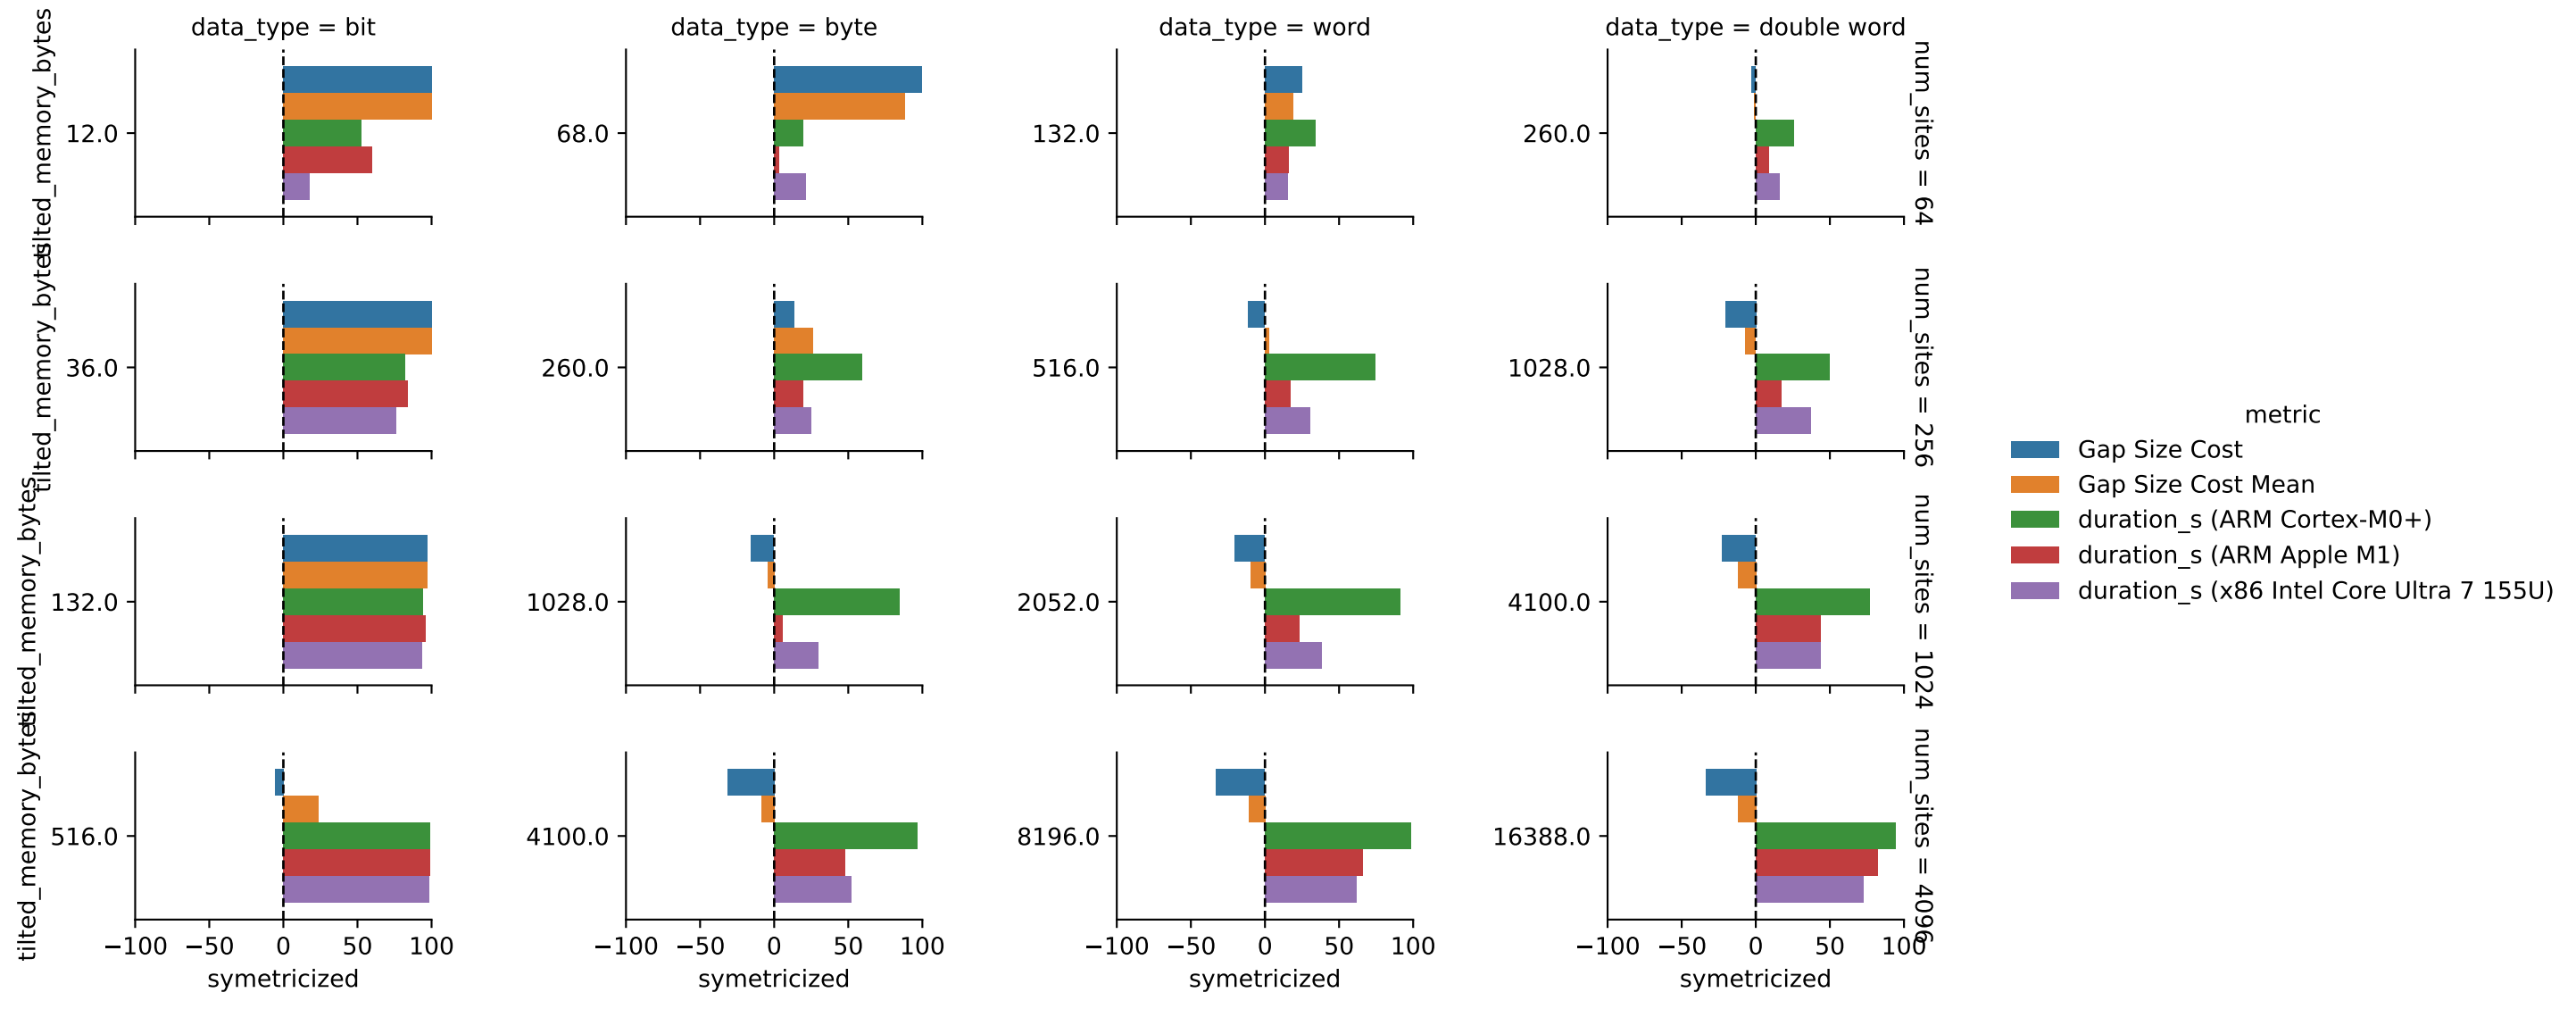 data_type = bit
data_type = byte
data_type = word
data_type = double word
tilted_memory_bytes
12.0
68.0
132.0
260.0
num_sites = 64
tilted_memory_bytes
36.0
260.0
516.0
1028.0
num_sites = 256
tilted_memory_bytes
132.0
1028.0
2052.0
4100.0
num_sites = 1024
tilted_memory_bytes
516.0
4100.0
8196.0
16388.0
num_sites = 4096
−100 −50 0 50 100
−100 −50 0 50 100
−100 −50 0 50 100
−100 −50 0 50 100
symetricized
symetricized
symetricized
symetricized
metric
Gap Size Cost
Gap Size Cost Mean
duration_s (ARM Cortex-M0+)
duration_s (ARM Apple M1)
duration_s (x86 Intel Core Ultra 7 155U)